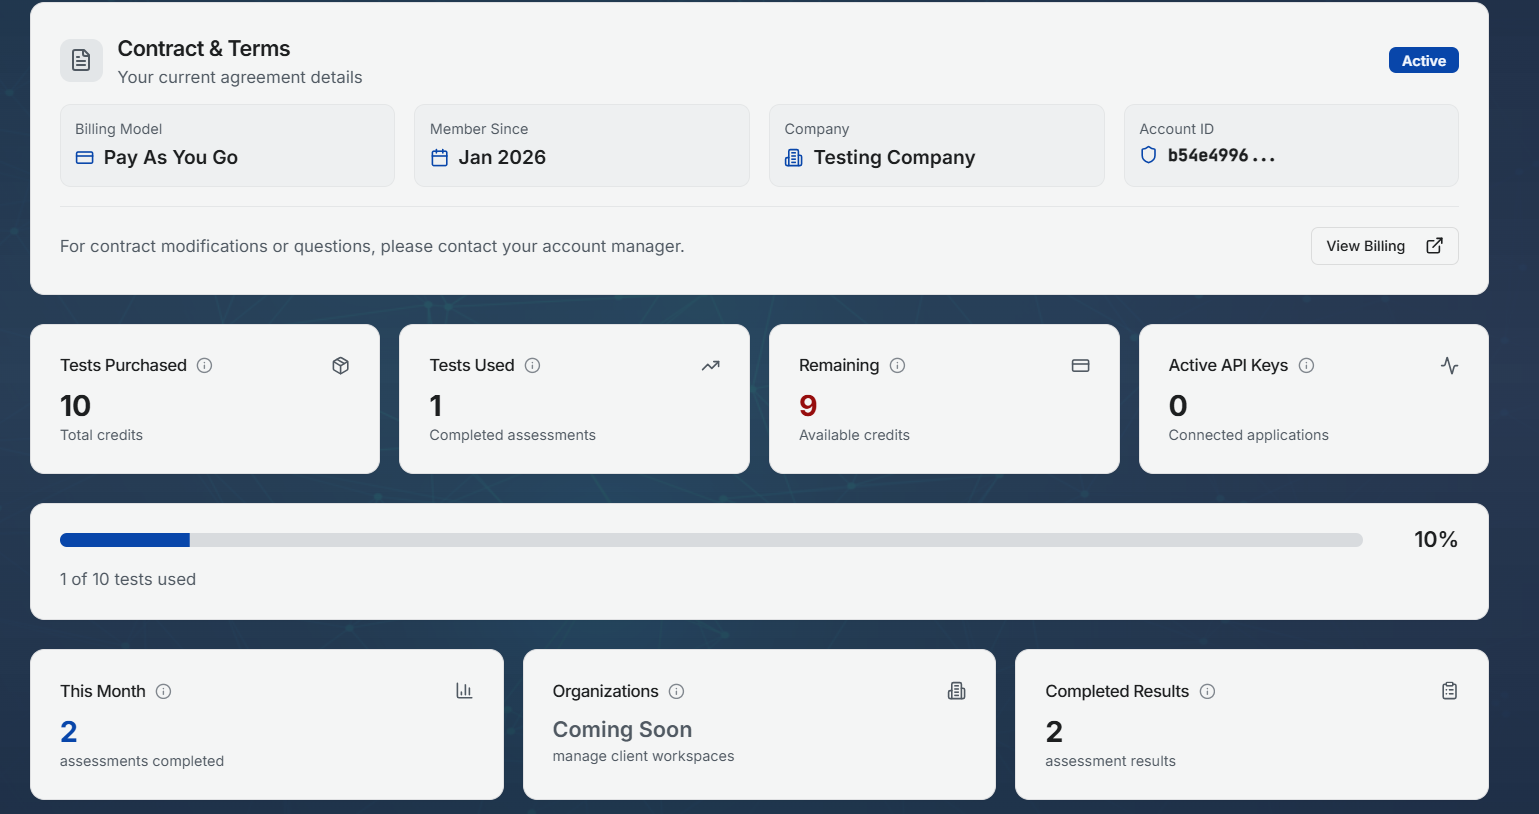 Contract & Terms
Your current agreement details
Active
Billing Model
Pay As You Go
Member Since
Jan 2026
Company
Testing Company
Account ID
b54e4996...
For contract modifications or questions, please contact your account manager.
View Billing
Tests Purchased
10
Total credits
Tests Used
1
Completed assessments
Remaining
9
Available credits
Active API Keys
0
Connected applications
10%
1 of 10 tests used
This Month
2
assessments completed
Organizations
Coming Soon
manage client workspaces
Completed Results
2
assessment results